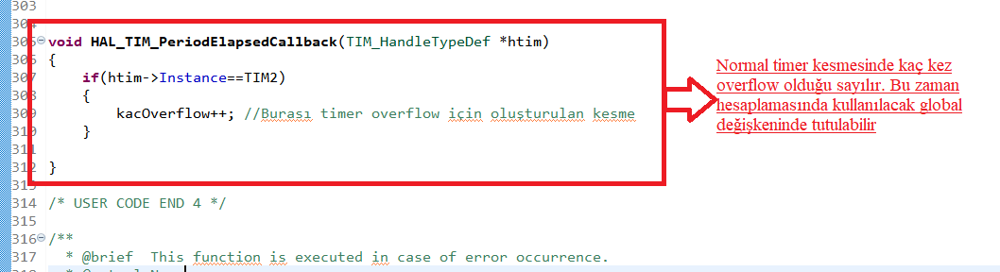 303
304
305 void HAL_TIM_PeriodElapsedCallback(TIM_HandleTypeDef *htim)
306 {
307 if(htim->Instance==TIM2)
308 {
309 kacOverflow++; //Burası timer overflow için oluşturulan kesme
310 }
311
312 }
313
314 /* USER CODE END 4 */
315
316 /**
317 * @brief This function is executed in case of error occurrence.
Normal timer kesmesinde kaç kez
overflow olduğu sayılır. Bu zaman
hesaplamasında kullanılacak global
değişkeninde tutulabilir